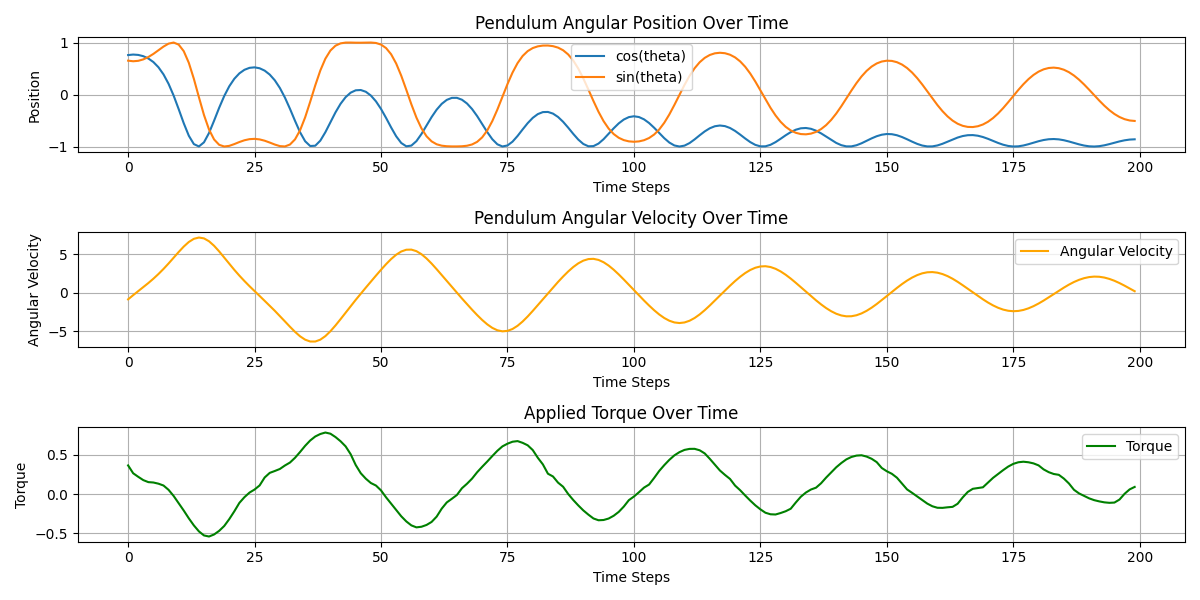 Pendulum Angular Position Over Time
1
0
−1
Position
cos(theta)
sin(theta)
0 25 50 75 100 125 150 175 200
Time Steps
Pendulum Angular Velocity Over Time
5
0
−5
Angular Velocity
Angular Velocity
0 25 50 75 100 125 150 175 200
Time Steps
Applied Torque Over Time
0.5
0.0
−0.5
Torque
Torque
0 25 50 75 100 125 150 175 200
Time Steps